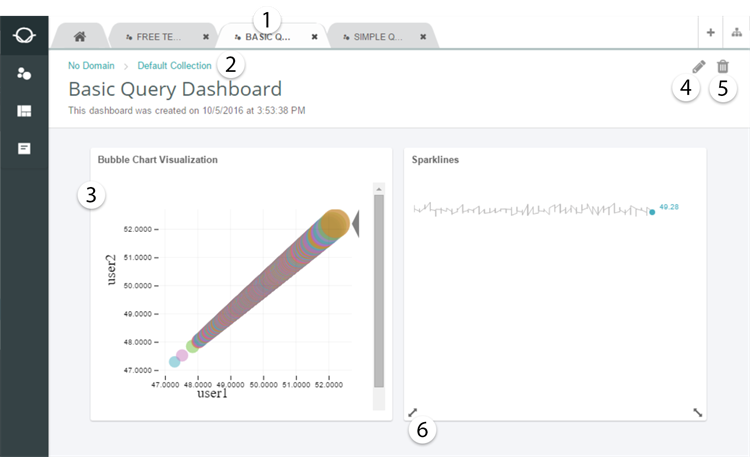 1
FREE TE...
BASIC Q...
SIMPLE Q...
No Domain > Default Collection
2
Basic Query Dashboard
4
5
This dashboard was created on 10/5/2016 at 3:53:38 PM
Bubble Chart Visualization
Sparklines
3
49.28
52.0000
51.0000
50.0000
49.0000
48.0000
47.0000
user2
47.0000 48.0000 49.0000 50.0000 51.0000 52.0000
user1
6